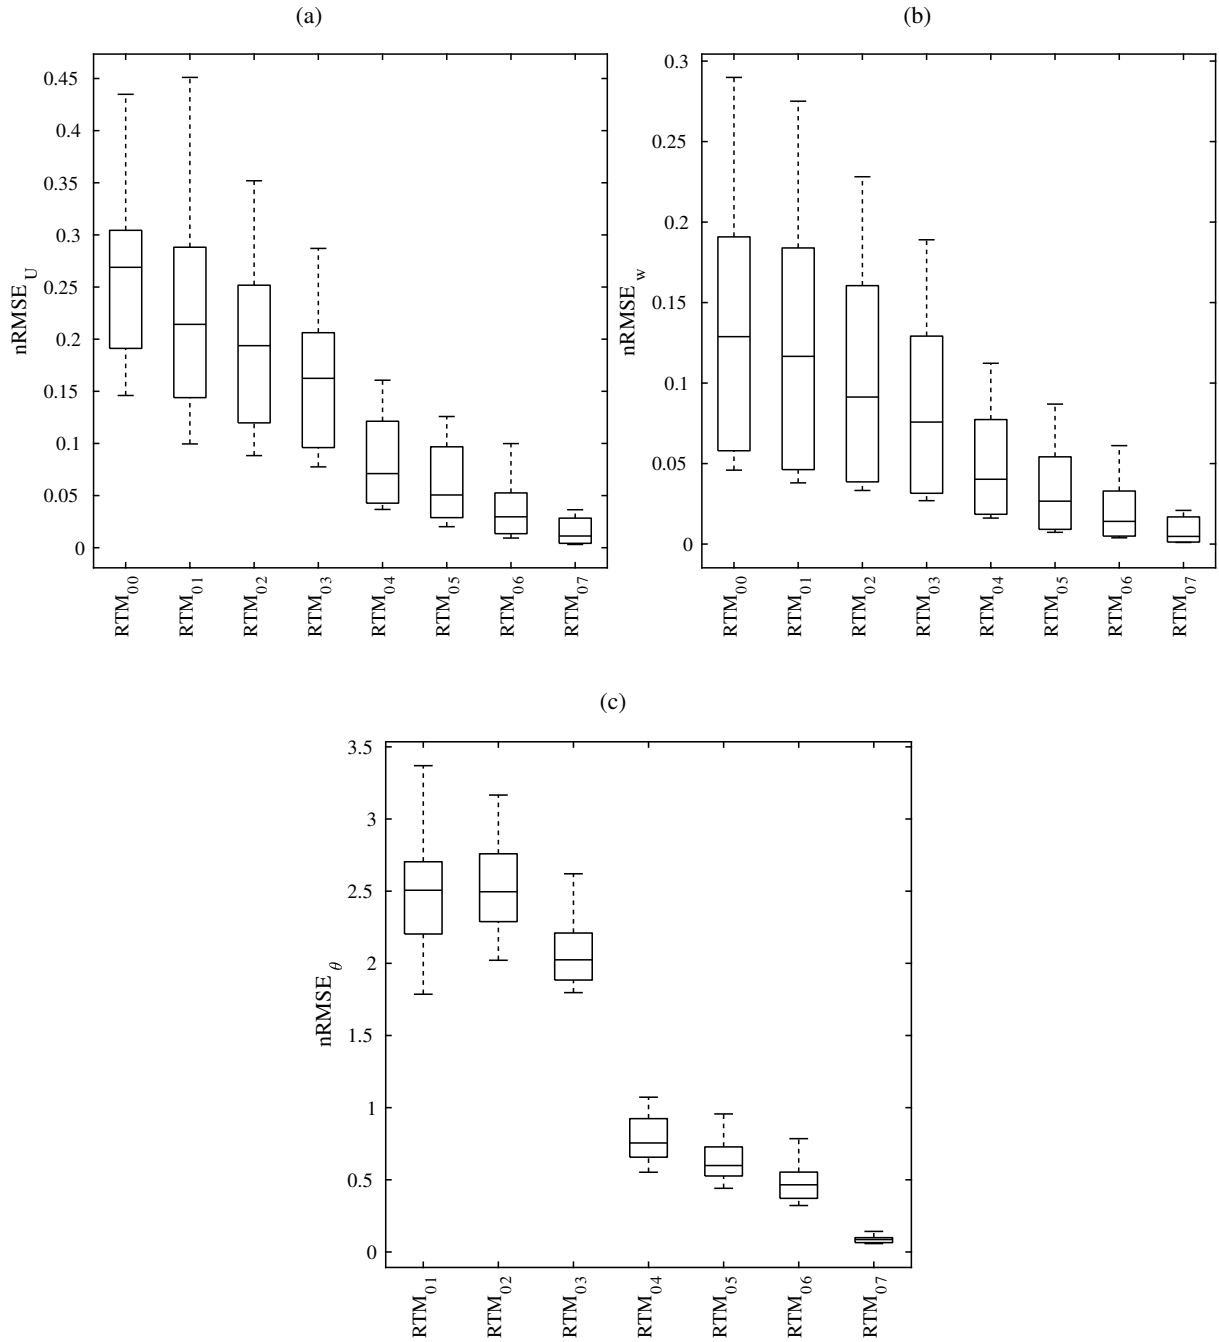 (a)
0.45
0.4
0.35
0.3
0.25
0.2
0.15
0.1
0.05
0
nRMSE_U
RTM_00 RTM_01 RTM_02 RTM_03 RTM_04 RTM_05 RTM_06 RTM_07
(b)
0.3
0.25
0.2
0.15
0.1
0.05
0
nRMSE_w
RTM_00 RTM_01 RTM_02 RTM_03 RTM_04 RTM_05 RTM_06 RTM_07
(c)
3.5
3
2.5
2
1.5
1
0.5
0
nRMSE_θ
RTM_01 RTM_02 RTM_03 RTM_04 RTM_05 RTM_06 RTM_07